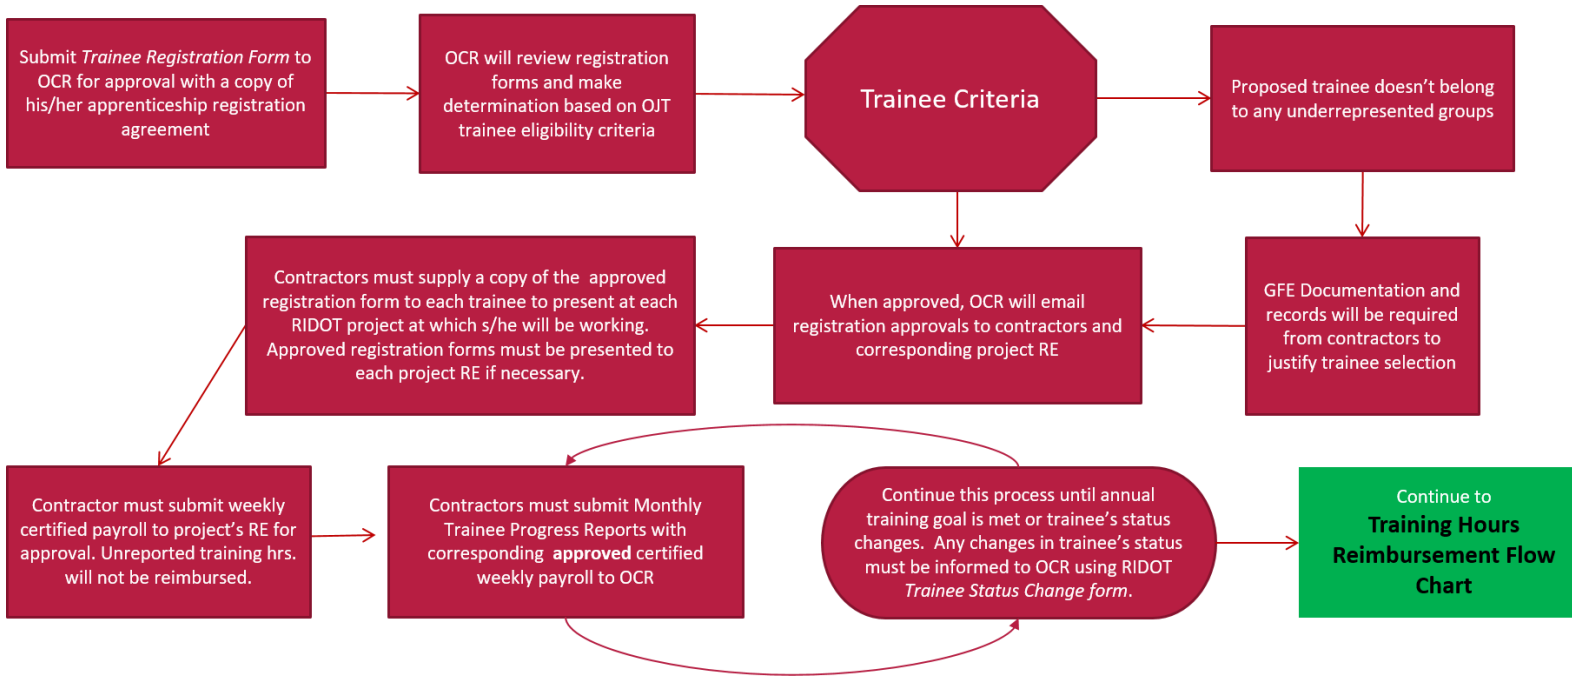 Submit Trainee Registration Form to
OCR for approval with a copy of
his/her apprenticeship registration
agreement
OCR will review registration
forms and make
determination based on OJT
trainee eligibility criteria
Trainee Criteria
Proposed trainee doesn’t belong
to any underrepresented groups
GFE Documentation and
records will be required
from contractors to
justify trainee selection
When approved, OCR will email
registration approvals to contractors and
corresponding project RE
Contractors must supply a copy of the approved
registration form to each trainee to present at each
RIDOT project at which s/he will be working.
Approved registration forms must be presented to
each project RE if necessary.
Contractor must submit weekly
certified payroll to project’s RE for
approval. Unreported training hrs.
will not be reimbursed.
Contractors must submit Monthly
Trainee Progress Reports with
corresponding approved certified
weekly payroll to OCR
Continue this process until annual
training goal is met or trainee’s status
changes. Any changes in trainee’s status
must be informed to OCR using RIDOT
Trainee Status Change form.
Continue to
Training Hours
Reimbursement Flow
Chart